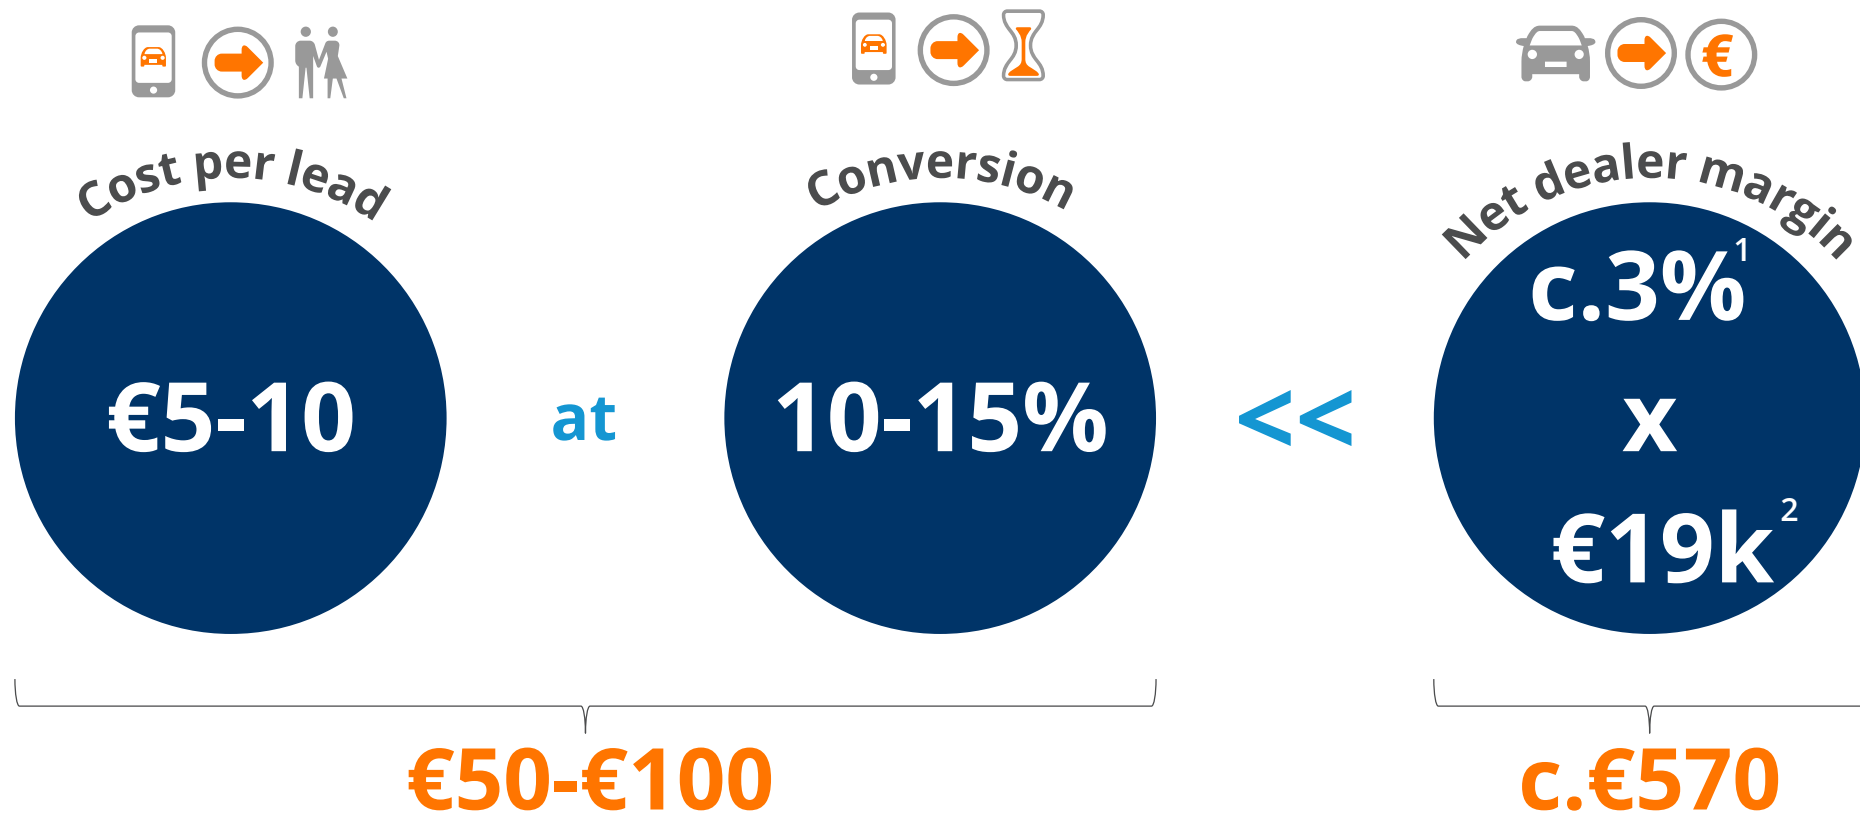 Cost per lead
€5-10
at
Conversion
10-15%
<<
Net dealer margin
c.3%1
x
€19k2
€50-€100
c.€570
€